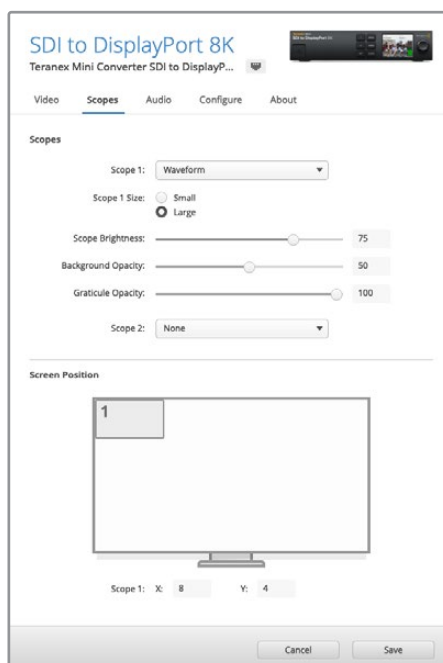 SDI to DisplayPort 8K
Teranex Mini Converter SDI to DisplayP...
Video Scopes Audio Configure About
Scopes
Scope 1: Waveform
Scope 1 Size: Small
Large
Scope Brightness: 75
Background Opacity: 50
Graticule Opacity: 100
Scope 2: None
Screen Position
1
Scope 1: X: 8 Y: 4
Cancel Save